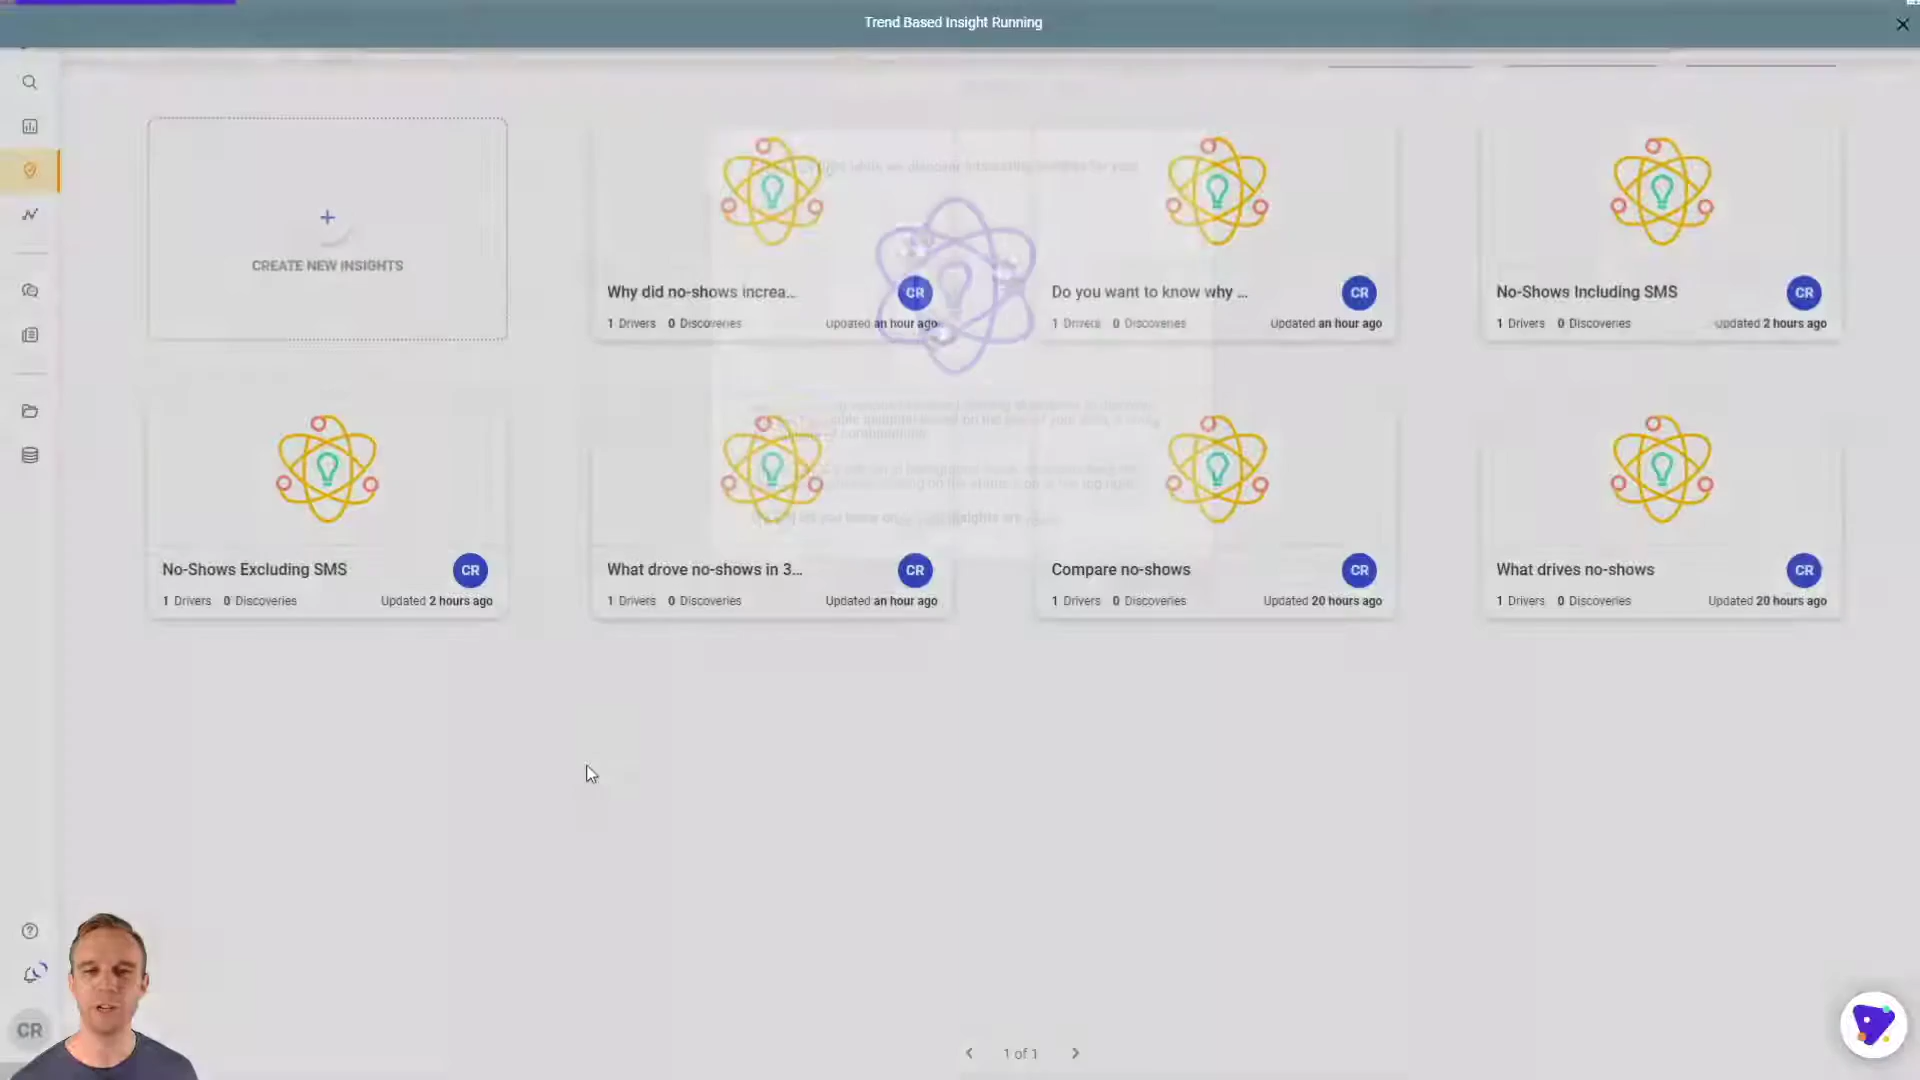 Trend Based Insight Running
CREATE NEW INSIGHTS
Why did no-shows increa...
CR
1 Drivers 0 Discoveries
Updated an hour ago
Do you want to know why ...
CR
1 Drivers 0 Discoveries
Updated an hour ago
No-Shows Including SMS
CR
1 Drivers 0 Discoveries
Updated 2 hours ago
No-Shows Excluding SMS
CR
1 Drivers 0 Discoveries
Updated 2 hours ago
What drove no-shows in 3...
CR
1 Drivers 0 Discoveries
Updated an hour ago
Compare no-shows
CR
1 Drivers 0 Discoveries
Updated 20 hours ago
What drives no-shows
CR
1 Drivers 0 Discoveries
Updated 20 hours ago
CR
1 of 1